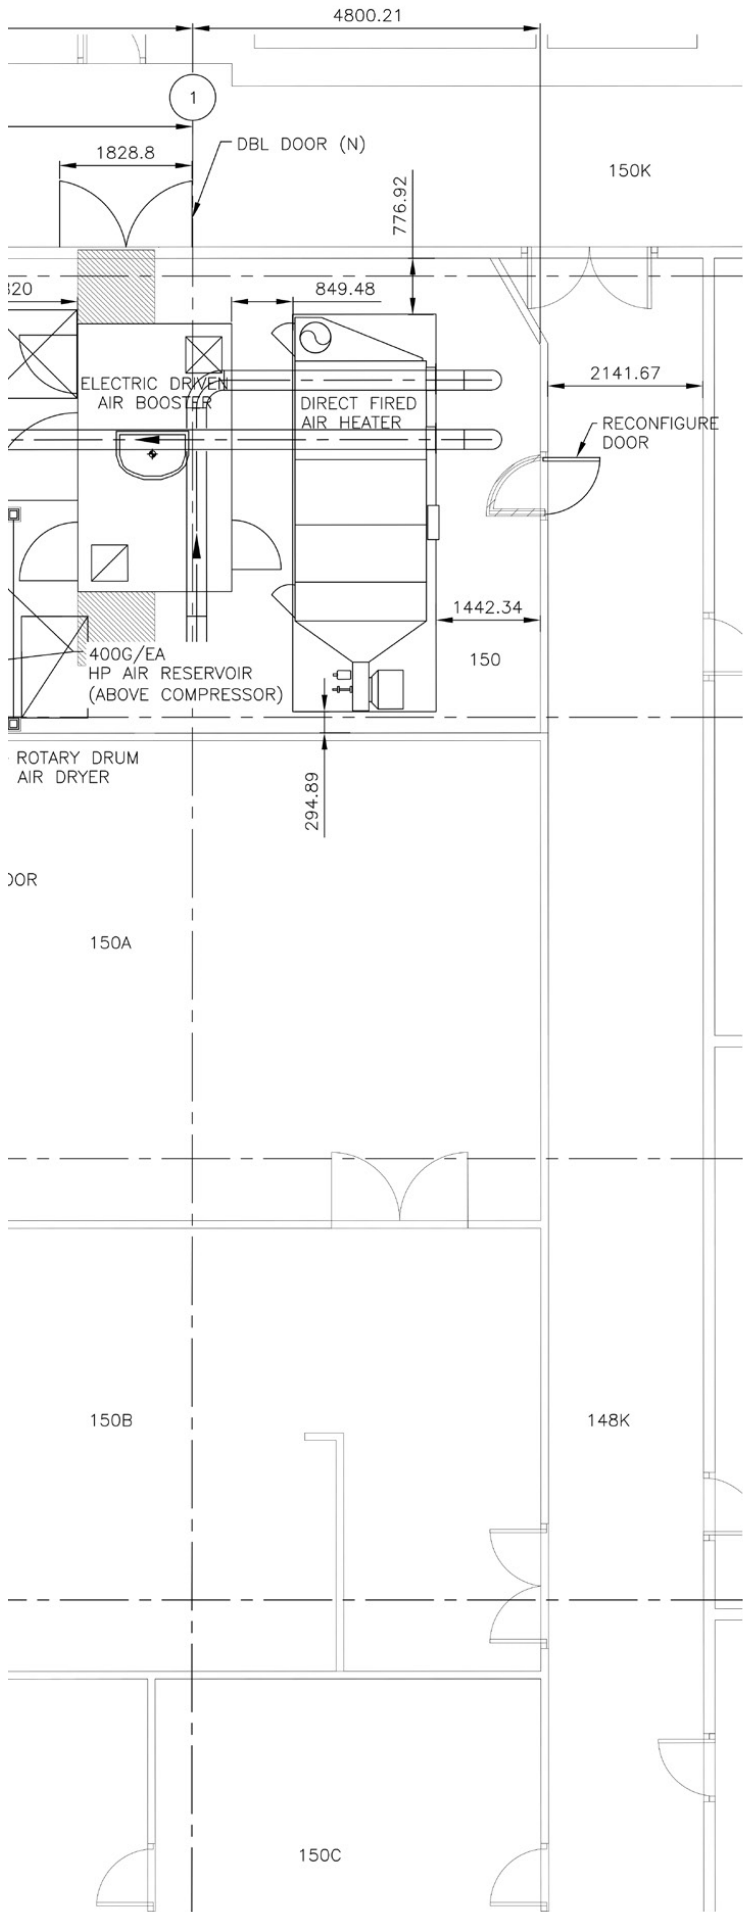 4800.21
1
1828.8
DBL DOOR (N)
150K
776.92
320
849.48
2141.67
ELECTRIC DRIVEN
AIR BOOSTER
DIRECT FIRED
AIR HEATER
RECONFIGURE
DOOR
1442.34
400G/EA
HP AIR RESERVOIR
(ABOVE COMPRESSOR)
150
ROTARY DRUM
AIR DRYER
294.89
OOR
150A
150B
148K
150C